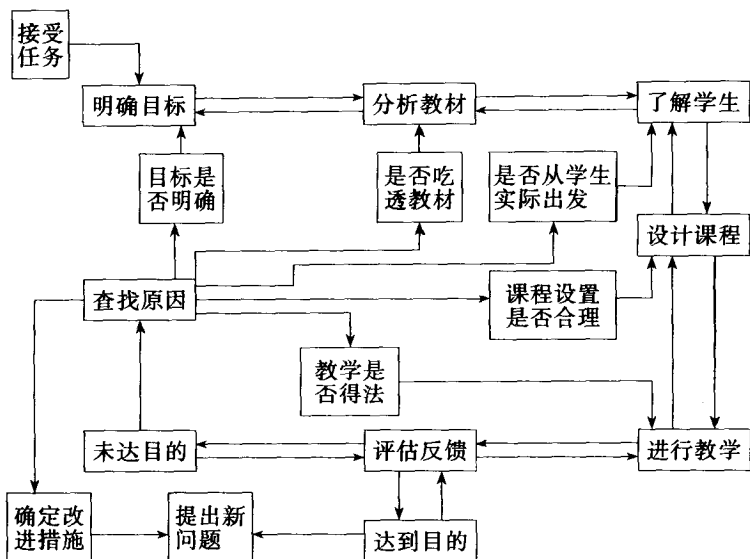 接受
任务
明确目标
分析教材
了解学生
目标是
否明确
是否吃
透教材
是否从学生
实际出发
设计课程
查找原因
课程设置
是否合理
教学是
否得法
未达目的
评估反馈
进行教学
确定改
进措施
提出新
问题
达到目的